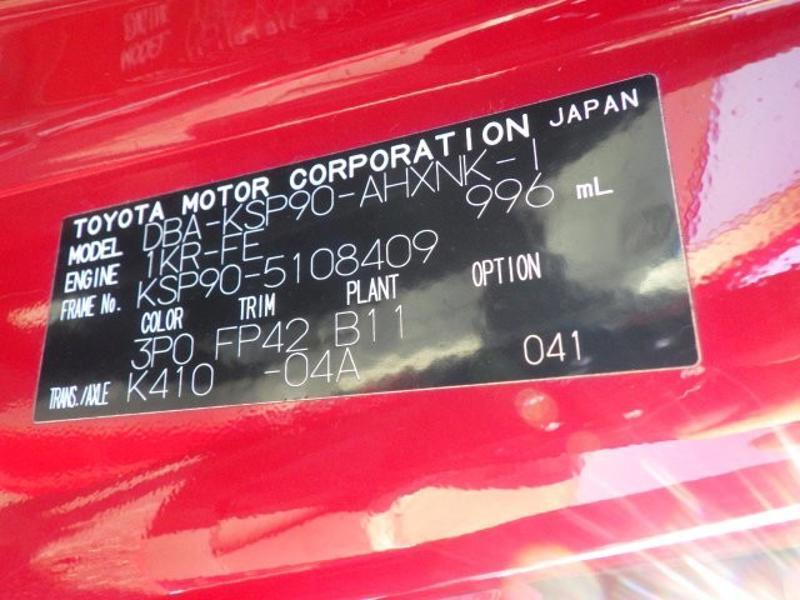 TOYOTA MOTOR CORPORATION JAPAN
MODEL DBA-KSP90-AHXNK-1
ENGINE 1KR-FE 996 mL
FRAME No. KSP90-5108409
COLOR TRIM PLANT OPTION
3P0 FP42 B11
TRANS./AXLE K410 -04A 041